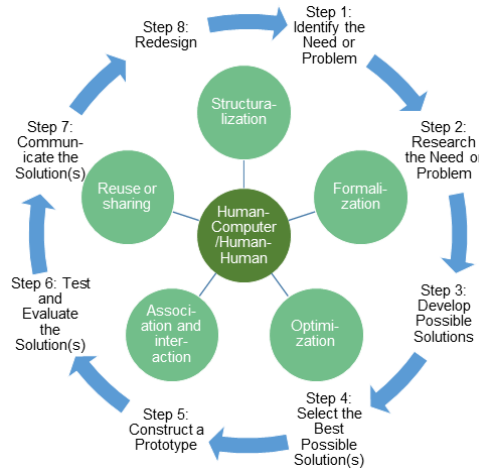 Step 1:
Identify the
Need or
Problem
Step 2:
Research
the Need or
Problem
Step 3:
Develop
Possible
Solutions
Step 4:
Select the
Best
Possible
Solution(s)
Step 5:
Construct a
Prototype
Step 6: Test
and
Evaluate
the
Solution(s)
Step 7:
Commun-
icate the
Solution(s)
Step 8:
Redesign
Structura-
lization
Formali-
zation
Optimi-
zation
Associ-
ation and
inter-
action
Reuse or
sharing
Human-
Computer
/Human-
Human